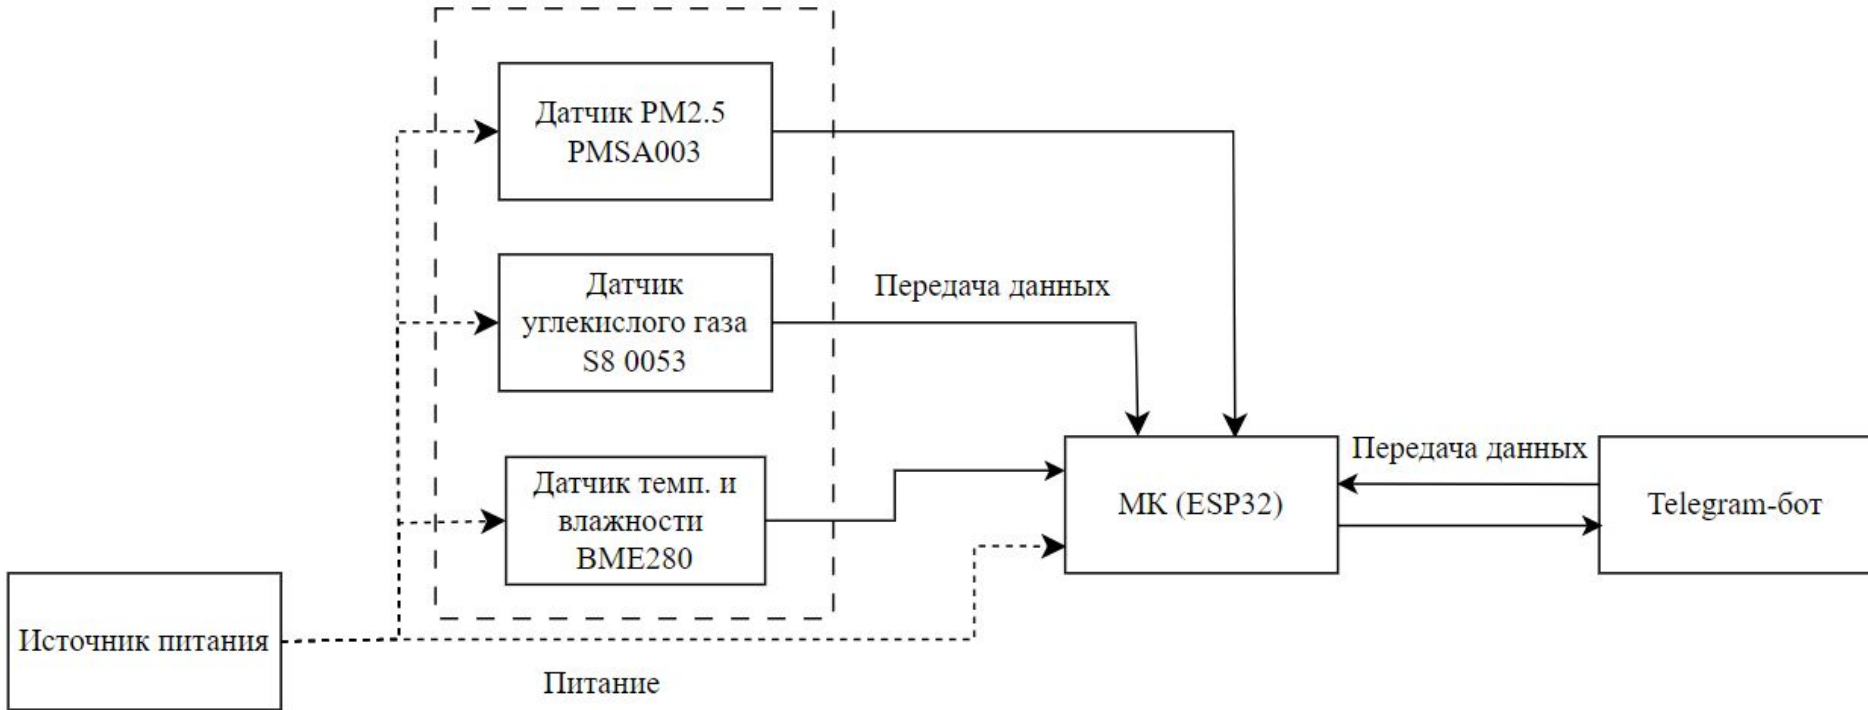 Датчик PM2.5
PMSA003
Датчик
углекислого газа
S8 0053
Передача данных
Датчик темп. и
влажности
BME280
МК (ESP32)
Передача данных
Telegram-бот
Источник питания
Питание